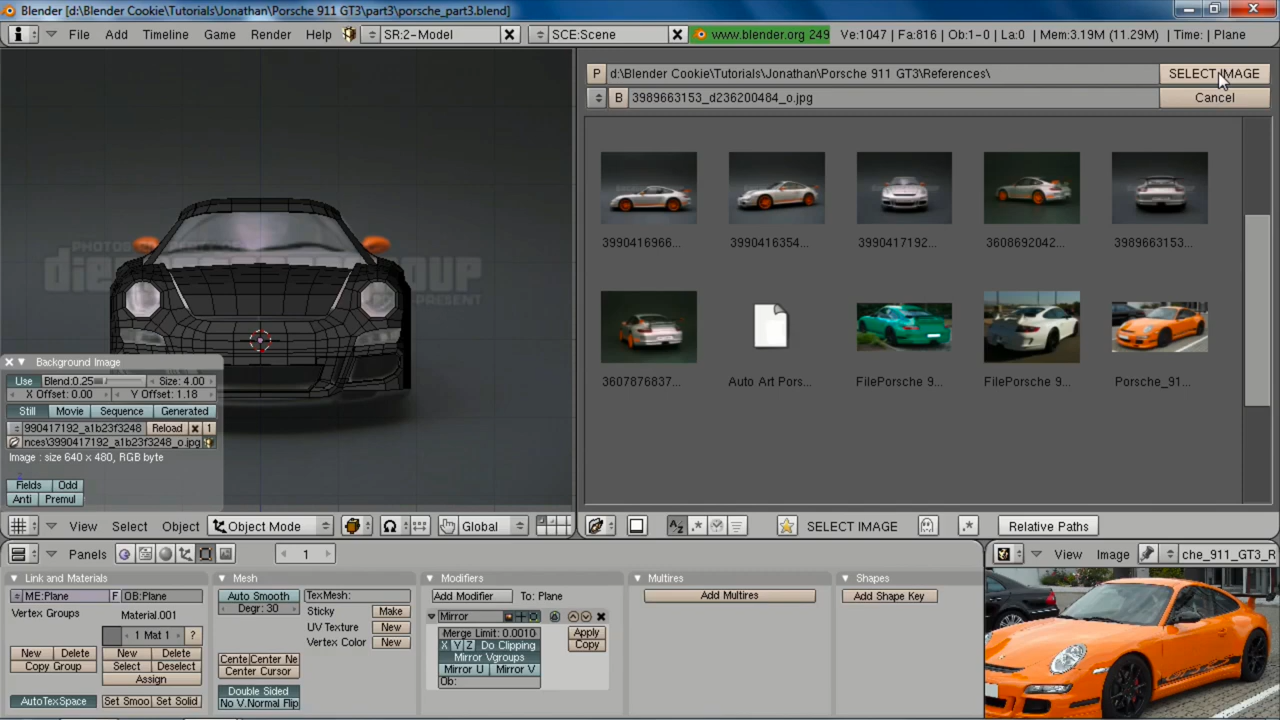 Blender [d:\Blender Cookie\Tutorials\Jonathan\Porsche 911 GT3\part3\porsche_part3.blend]
File Add Timeline Game Render Help SR:2-Model SCE:Scene www.blender.org 249 Ve:1047 | Fa:816 | Ob:1-0 | La:0 | Mem:3.19M (11.29M) | Time: | Plane
P d:\Blender Cookie\Tutorials\Jonathan\Porsche 911 GT3\References\ SELECT IMAGE
B 3989663153_d236200484_o.jpg Cancel
3990416966... 3990416354... 3990417192... 3608692042... 3989663153...
3607876837... Auto Art Pors... FilePorsche 9... FilePorsche 9... Porsche_91...
Background Image
Use Blend:0.25 Size: 4.00
X Offset: 0.00 Y Offset: 1.18
Still Movie Sequence Generated
990417192_a1b23f3248 Reload x 1
nces\3990417192_a1b23f3248_o.jpg
Image : size 640 x 480, RGB byte
Fields Odd
Anti Premul
View Select Object Object Mode Global
SELECT IMAGE Relative Paths
Panels 1
View Image che_911_GT3_R
Link and Materials
ME:Plane F OB:Plane
Vertex Groups Material.001
1 Mat 1 ?
New Delete New Delete
Copy Group Select Deselect
Assign
AutoTexSpace Set Smoo Set Solid
Mesh
Auto Smooth TexMesh:
Degr: 30 Sticky Make
UV Texture New
Vertex Color New
Cente Center Ne
Center Cursor
Double Sided
No V.Normal Flip
Modifiers
Add Modifier To: Plane
Mirror
Merge Limit: 0.0010 Apply
X Y Z Do Clipping Copy
Mirror Vgroups
Mirror U Mirror V
Ob:
Multires
Add Multires
Shapes
Add Shape Key